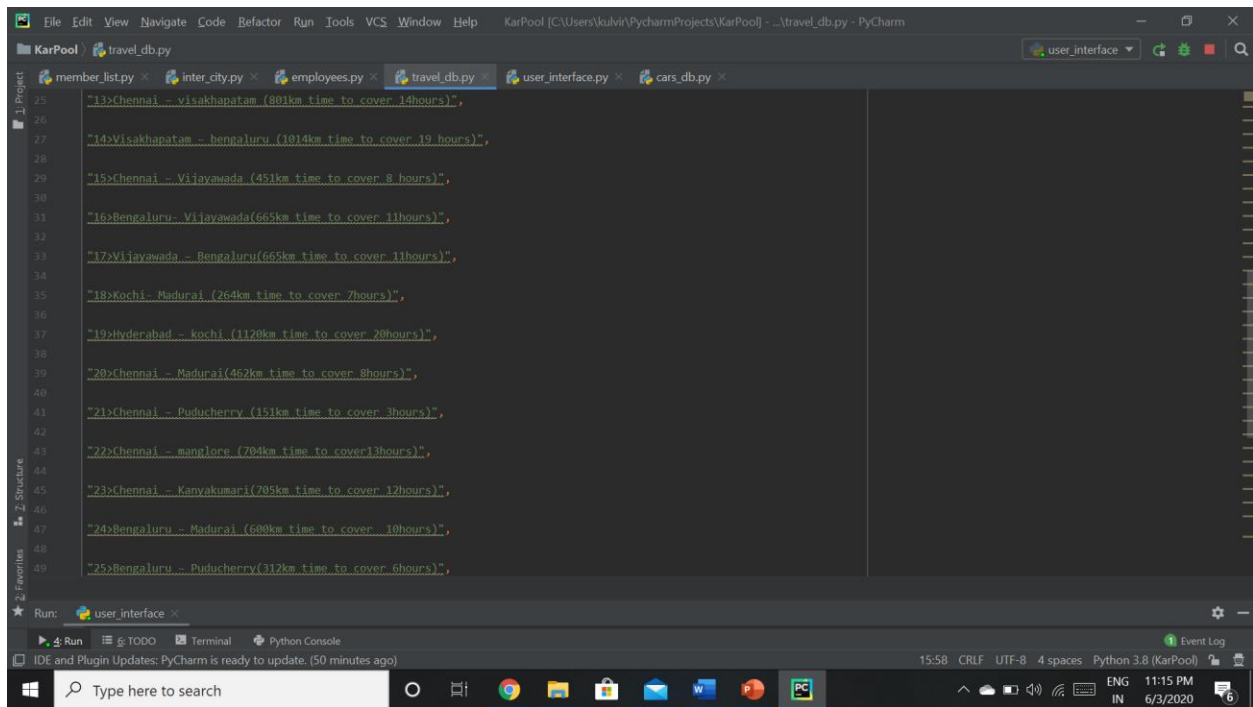 File Edit View Navigate Code Refactor Run Tools VCS Window Help KarPool [C:\Users\kulvir\PycharmProjects\KarPool] - ...\travel_db.py - PyCharm
KarPool travel_db.py user_interface
member_list.py inter_city.py employees.py travel_db.py user_interface.py cars_db.py
1: Project
25 "13>Chennai – visakhapatam (801km time to cover 14hours)",
26
27 "14>Visakhapatam – bengaluru (1014km time to cover 19 hours)",
28
29 "15>Chennai – Vijayawada (451km time to cover 8 hours)",
30
31 "16>Bengaluru- Vijayawada(665km time to cover 11hours)",
32
33 "17>Vijayawada – Bengaluru(665km time to cover 11hours)",
34
35 "18>Kochi- Madurai (264km time to cover 7hours)",
36
37 "19>Hyderabad – kochi (1120km time to cover 20hours)",
38
39 "20>Chennai – Madurai(462km time to cover 8hours)",
40
41 "21>Chennai – Puducherry (151km time to cover 3hours)",
42
43 "22>Chennai – manglore (704km time to cover13hours)",
44
45 "23>Chennai – Kanyakumari(705km time to cover 12hours)",
46
47 "24>Bengaluru – Madurai (600km time to cover  10hours)",
48
49 "25>Bengaluru – Puducherry(312km time to cover 6hours)",
Z: Structure
2: Favorites
Run: user_interface
4: Run 6: TODO Terminal Python Console 1 Event Log
IDE and Plugin Updates: PyCharm is ready to update. (50 minutes ago) 15:58 CRLF UTF-8 4 spaces Python 3.8 (KarPool)
Type here to search ENG 11:15 PM
IN 6/3/2020 6